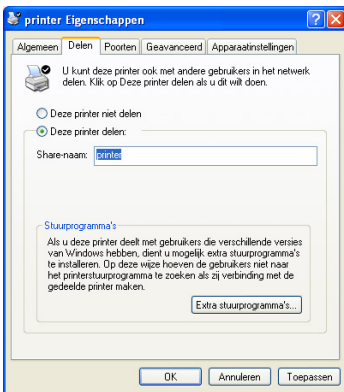 printer Eigenschappen
Algemeen Delen Poorten Geavanceerd Apparaatinstellingen
U kunt deze printer ook met andere gebruikers in het netwerk
delen. Klik op Deze printer delen als u dit wilt doen.
Deze printer niet delen
Deze printer delen:
Share-naam: printer
Stuurprogramma's
Als u deze printer deelt met gebruikers die verschillende versies
van Windows hebben, dient u mogelijk extra stuurprogramma's
te installeren. Op deze wijze hoeven de gebruikers niet naar
het printerstuurprogramma te zoeken als zij verbinding met de
gedeelde printer maken.
Extra stuurprogramma's...
OK Annuleren Toepassen